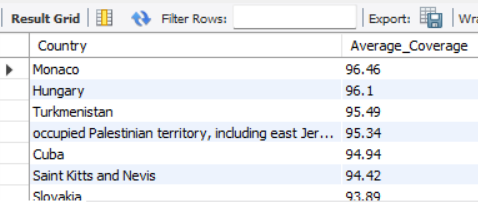 Result Grid Filter Rows: Export: Wra
Country Average_Coverage
Monaco 96.46
Hungary 96.1
Turkmenistan 95.49
occupied Palestinian territory, including east Jer... 95.34
Cuba 94.94
Saint Kitts and Nevis 94.42
Slovakia 93.89